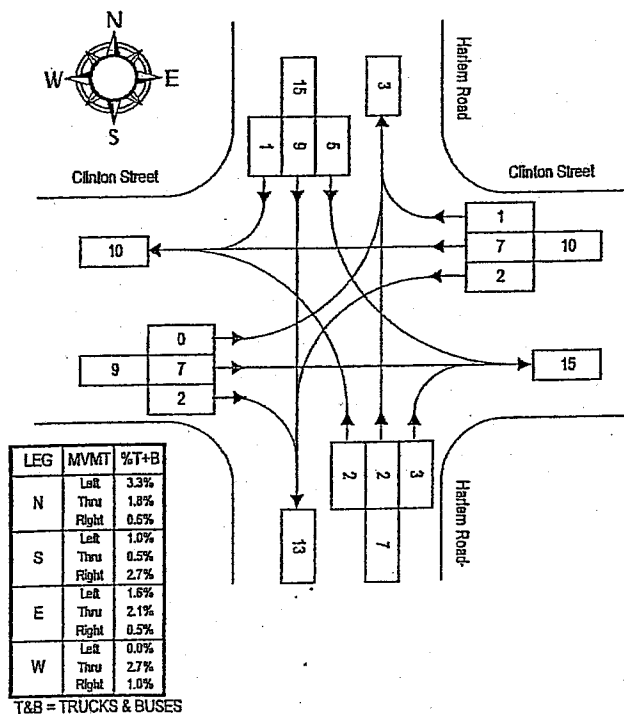 N
W E
S
Harlem Road
15
3
1 9 5
Clinton Street
Clinton Street
1
10
7 10
2
0
9 7
15
2
2 2 3
7
13
Harlem Road
LEG MVMT %T+B
N
Left 3.3%
Thru 1.8%
Right 0.6%
S
Left 1.0%
Thru 0.5%
Right 2.7%
E
Left 1.6%
Thru 2.1%
Right 0.5%
W
Left 0.0%
Thru 2.7%
Right 1.0%
T&B = TRUCKS & BUSES